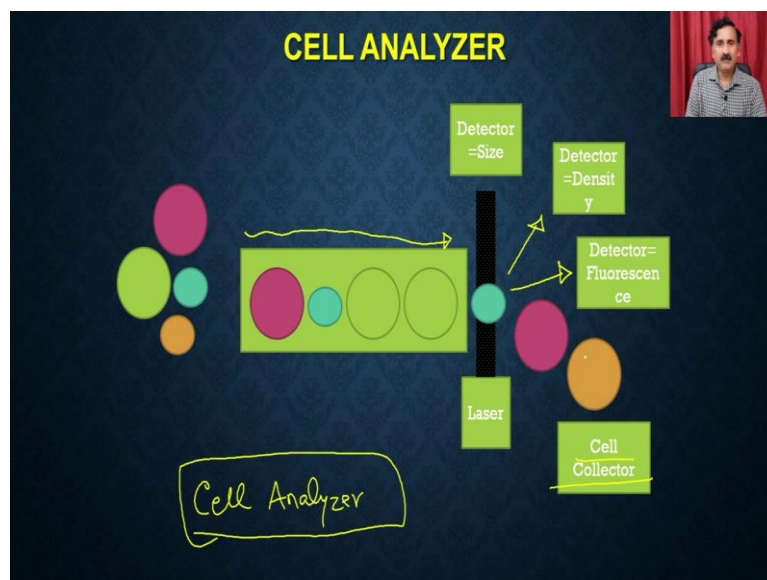 CELL ANALYZER
Detector
=Size
Detector
=Densit
y
Detector=
Fluorescen
ce
Laser
Cell
Collector
Cell Analyzer